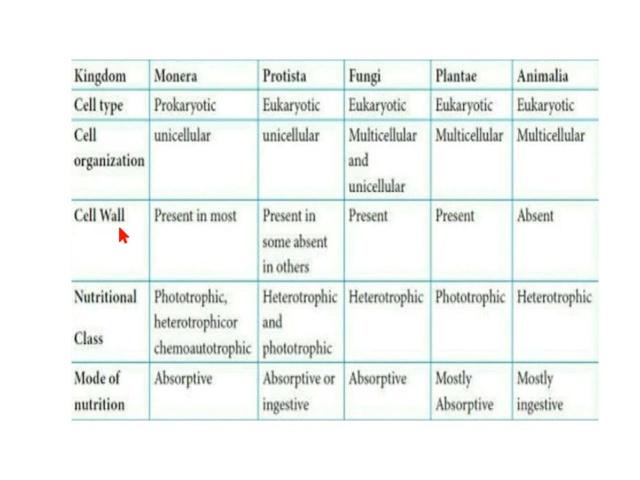 Kingdom Monera Protista Fungi Plantae Animalia
Cell type Prokaryotic Eukaryotic Eukaryotic Eukaryotic Eukaryotic
Cell unicellular unicellular Multicellular Multicellular Multicellular
organization and
unicellular
Cell Wall Present in most Present in Present Present Absent
some absent
in others
Nutritional Phototrophic, Heterotrophic Heterotrophic Phototrophic Heterotrophic
heterotrophicor and
Class chemoautotrophic phototrophic
Mode of Absorptive Absorptive or Absorptive Mostly Mostly
nutrition ingestive Absorptive ingestive